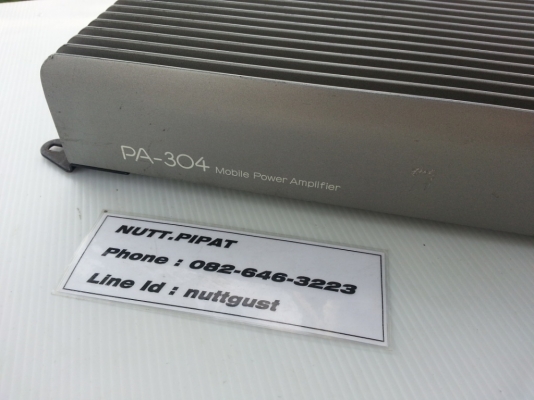 PA-304 Mobile Power Amplifier
NUTT.PIPAT
Phone : 082-646-3223
Line Id : nuttgust